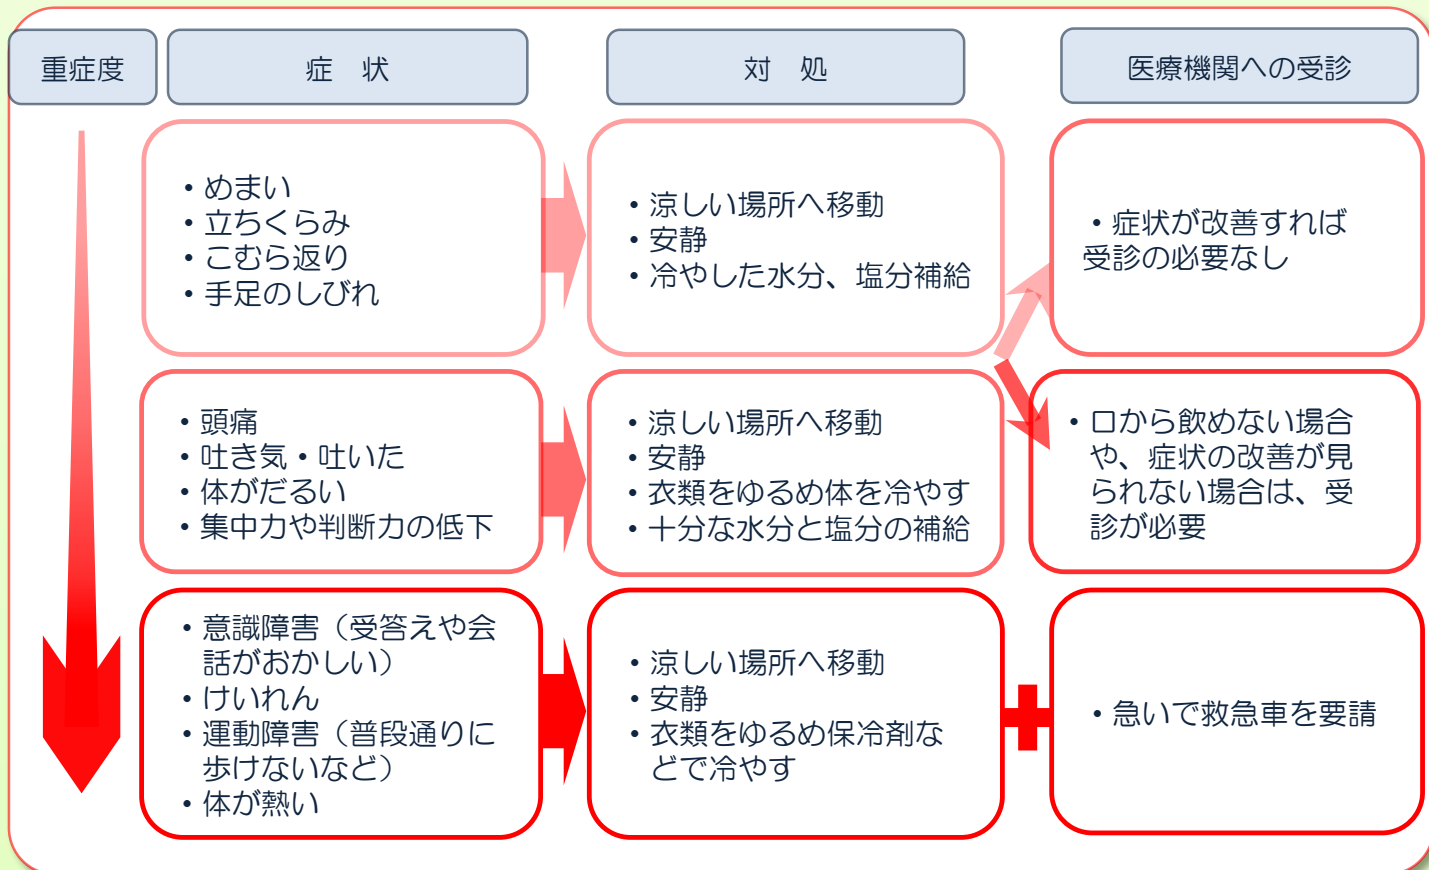 重症度
症　状
対　処
医療機関への受診
・めまい
・立ちくらみ
・こむら返り
・手足のしびれ
・涼しい場所へ移動
・安静
・冷やした水分、塩分補給
・症状が改善すれば
受診の必要なし
・頭痛
・吐き気・吐いた
・体がだるい
・集中力や判断力の低下
・涼しい場所へ移動
・安静
・衣類をゆるめ体を冷やす
・十分な水分と塩分の補給
・口から飲めない場合
や、症状の改善が見
られない場合は、受
診が必要
・意識障害（受答えや会
話がおかしい）
・けいれん
・運動障害（普段通りに
歩けないなど）
・体が熱い
・涼しい場所へ移動
・安静
・衣類をゆるめ保冷剤な
どで冷やす
・急いで救急車を要請